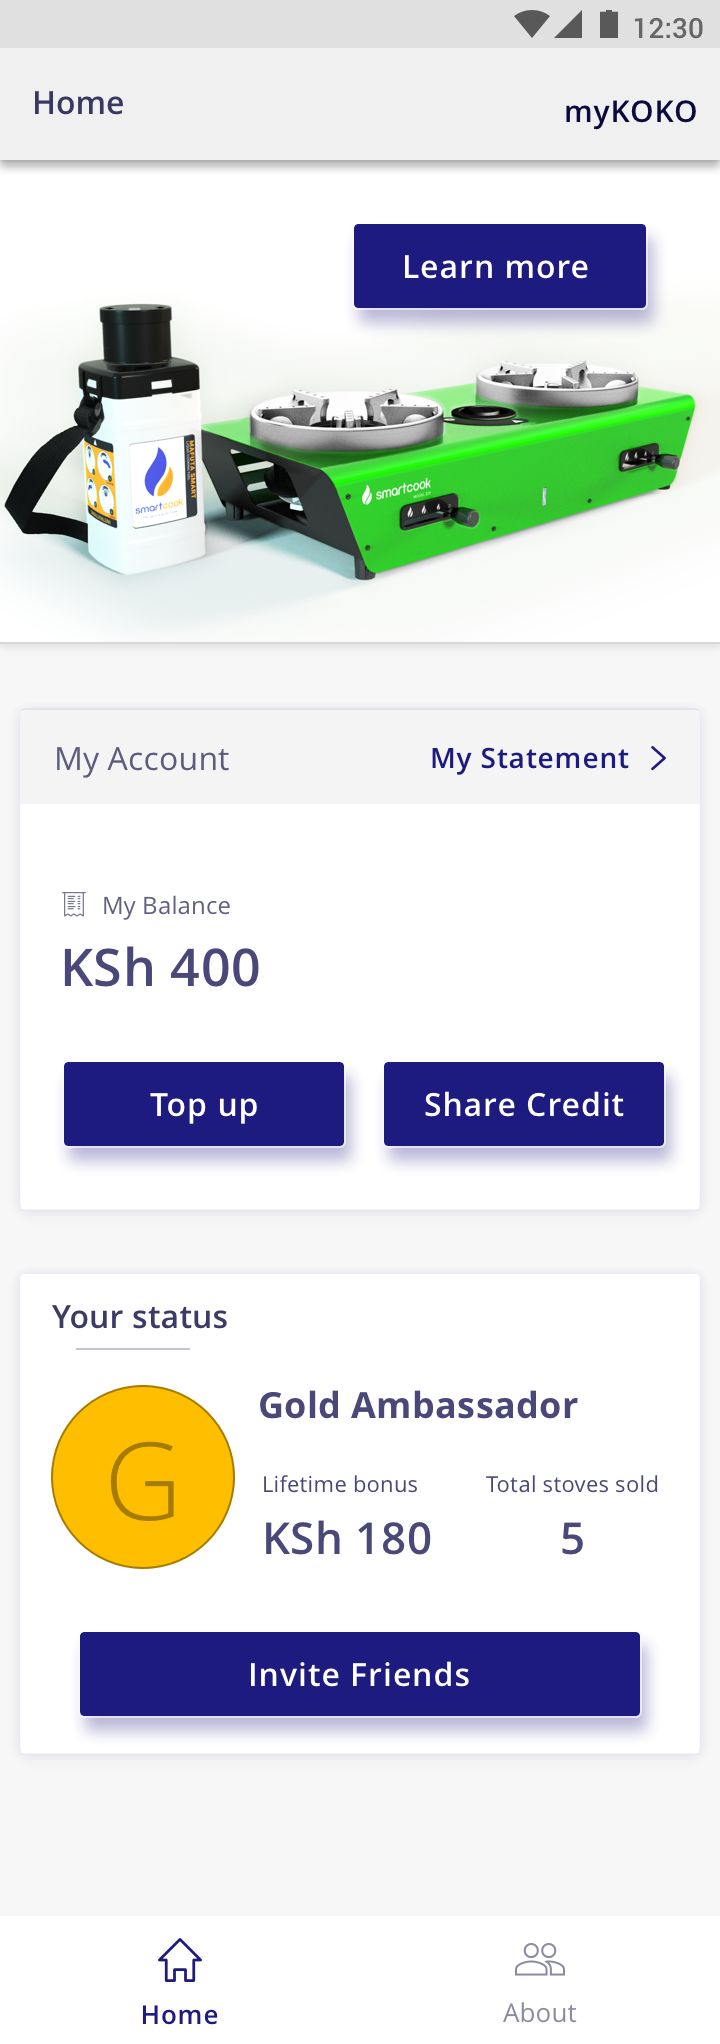 12:30
Home
myKOKO
Learn more
MAFUTA SMART
smartcook
smartcook
My Account
My Statement
My Balance
KSh 400
Top up
Share Credit
Your status
G
Gold Ambassador
Lifetime bonus
Total stoves sold
KSh 180
5
Invite Friends
Home
About